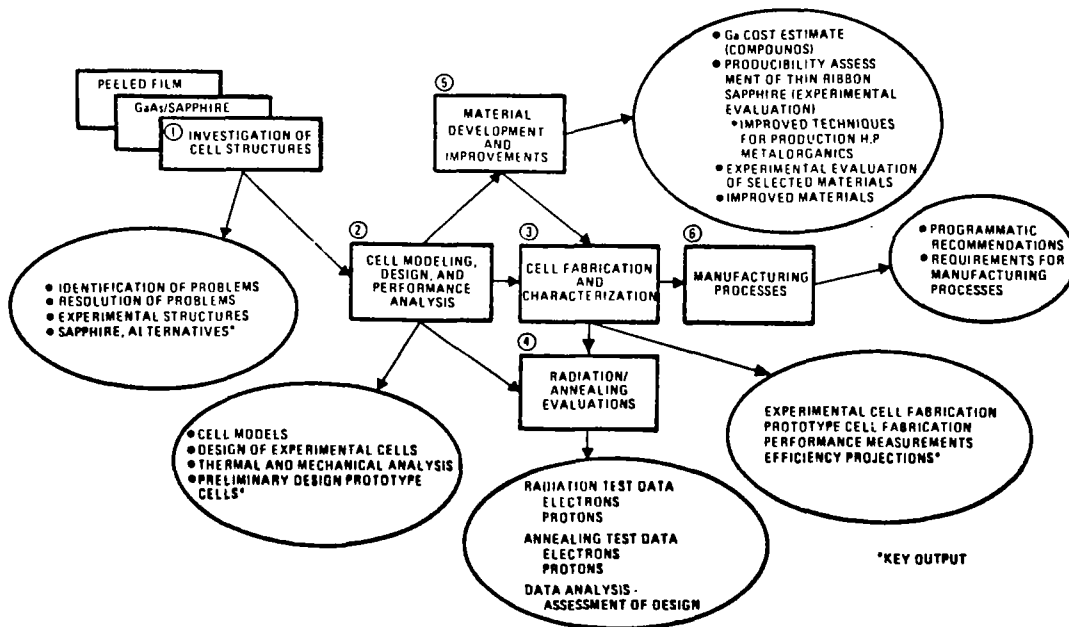 PEELED FILM
GaAs/SAPPHIRE
① INVESTIGATION OF
CELL STRUCTURES
⑤
MATERIAL
DEVELOPMENT
AND
IMPROVEMENTS
● Ga COST ESTIMATE
(COMPOUNOS)
● PRODUCIBILITY ASSESS
MENT OF THIN RIBBON
SAPPHIRE (EXPERIMENTAL
EVALUATION)
*IMPROVED TECHNIQUES
FOR PRODUCTION H.P
METALORGANICS
● EXPERIMENTAL EVALUATION
OF SELECTED MATERIALS
● IMPROVED MATERIALS
②
CELL MODELING,
DESIGN, AND
PERFORMANCE
ANALYSIS
③
CELL FABRICATION
AND
CHARACTERIZATION
⑥
MANUFACTURING
PROCESSES
● PROGRAMMATIC
RECOMMENDATIONS
● REQUIREMENTS FOR
MANUFACTURING
PROCESSES
● IDENTIFICATION OF PROBLEMS
● RESOLUTION OF PROBLEMS
● EXPERIMENTAL STRUCTURES
● SAPPHIRE, ALTERNATIVES*
④
RADIATION/
ANNEALING
EVALUATIONS
● CELL MODELS
● DESIGN OF EXPERIMENTAL CELLS
● THERMAL AND MECHANICAL ANALYSIS
● PRELIMINARY DESIGN PROTOTYPE
CELLS*
EXPERIMENTAL CELL FABRICATION
PROTOTYPE CELL FABRICATION
PERFORMANCE MEASUREMENTS
EFFICIENCY PROJECTIONS*
RADIATION TEST DATA
ELECTRONS
PROTONS
ANNEALING TEST DATA
ELECTRONS
PROTONS
DATA ANALYSIS -
ASSESSMENT OF DESIGN
*KEY OUTPUT